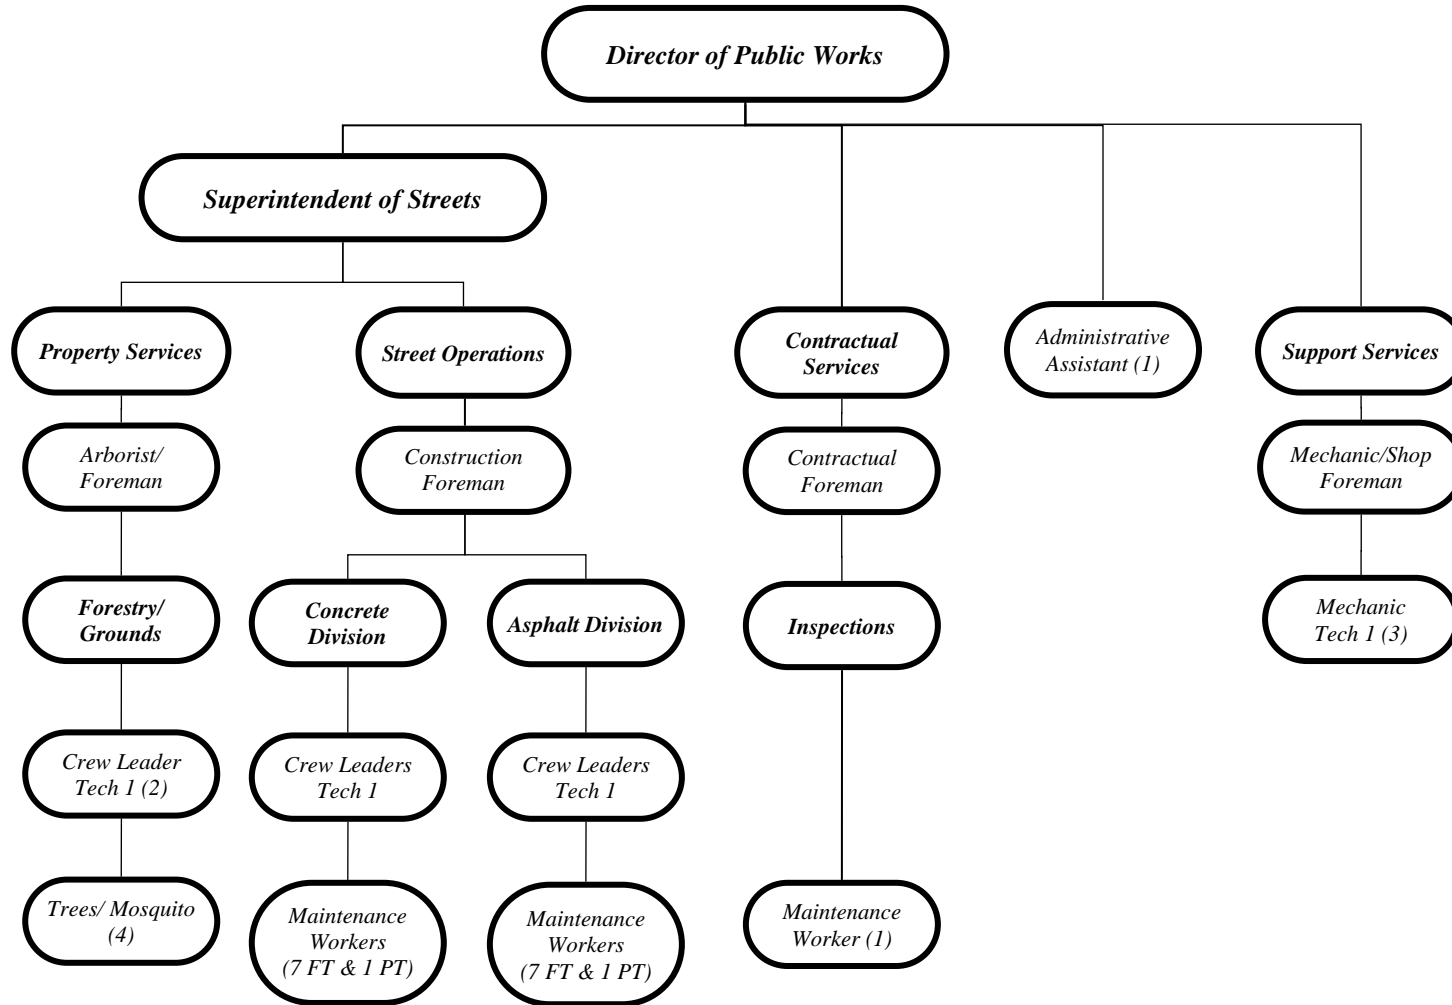 Director of Public Works
Superintendent of Streets
Property Services
Street Operations
Contractual
Services
Administrative
Assistant (1)
Support Services
Arborist/
Foreman
Construction
Foreman
Contractual
Foreman
Mechanic/Shop
Foreman
Forestry/
Grounds
Concrete
Division
Asphalt Division
Inspections
Mechanic
Tech 1 (3)
Crew Leader
Tech 1 (2)
Crew Leaders
Tech 1
Crew Leaders
Tech 1
Trees/ Mosquito
(4)
Maintenance
Workers
(7 FT & 1 PT)
Maintenance
Workers
(7 FT & 1 PT)
Maintenance
Worker (1)